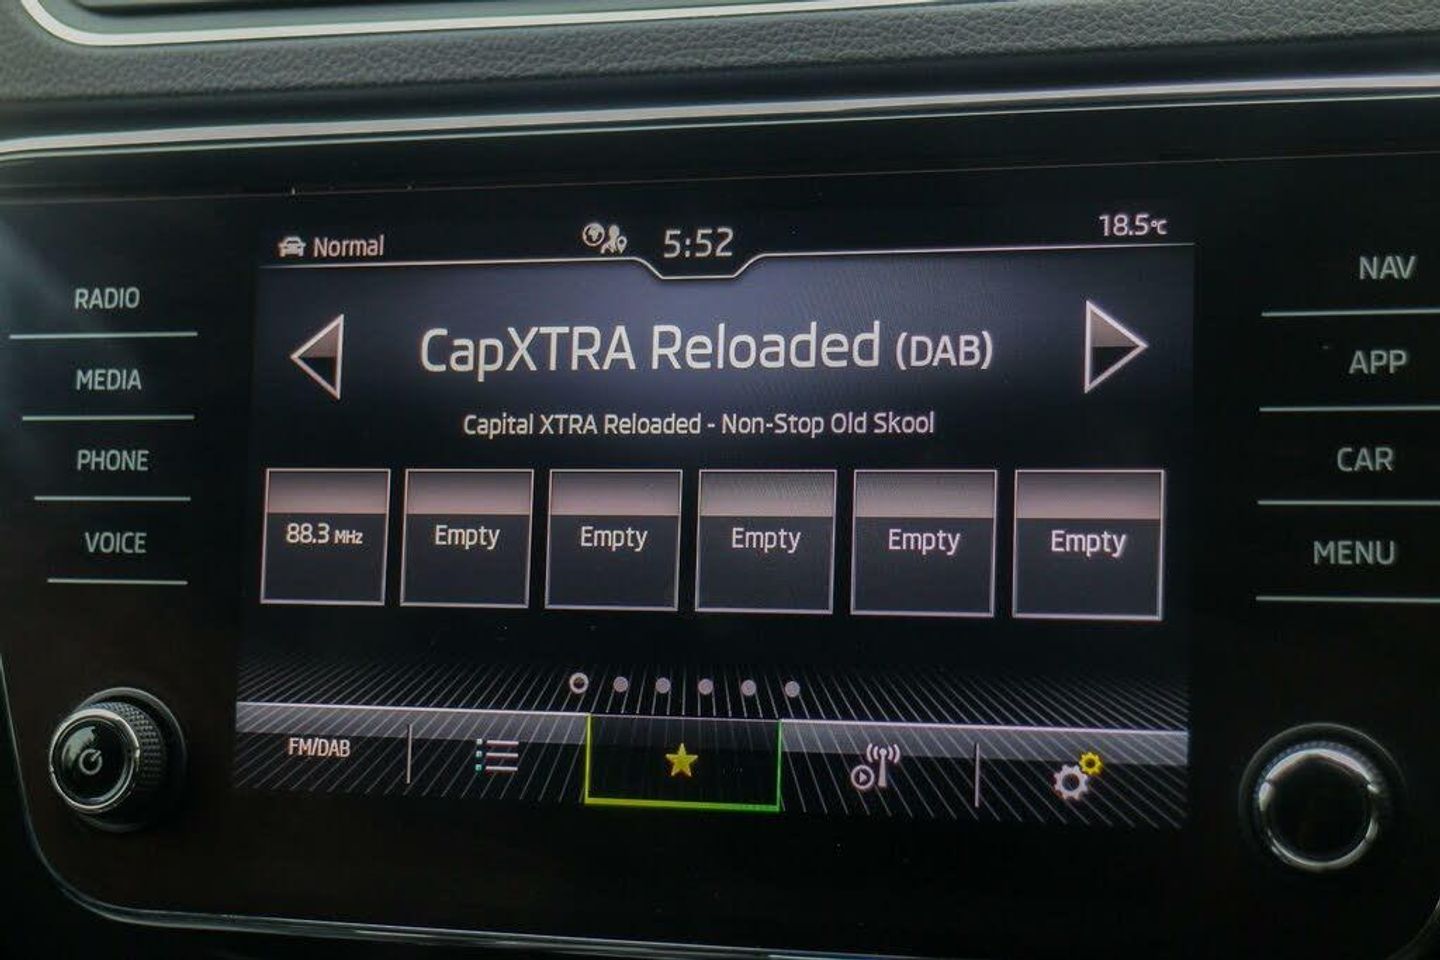 Normal
5:52
18.5°C
RADIO
MEDIA
PHONE
VOICE
CapXTRA Reloaded (DAB)
Capital XTRA Reloaded - Non-Stop Old Skool
88.3 MHz
Empty
Empty
Empty
Empty
Empty
FM/DAB
NAV
APP
CAR
MENU